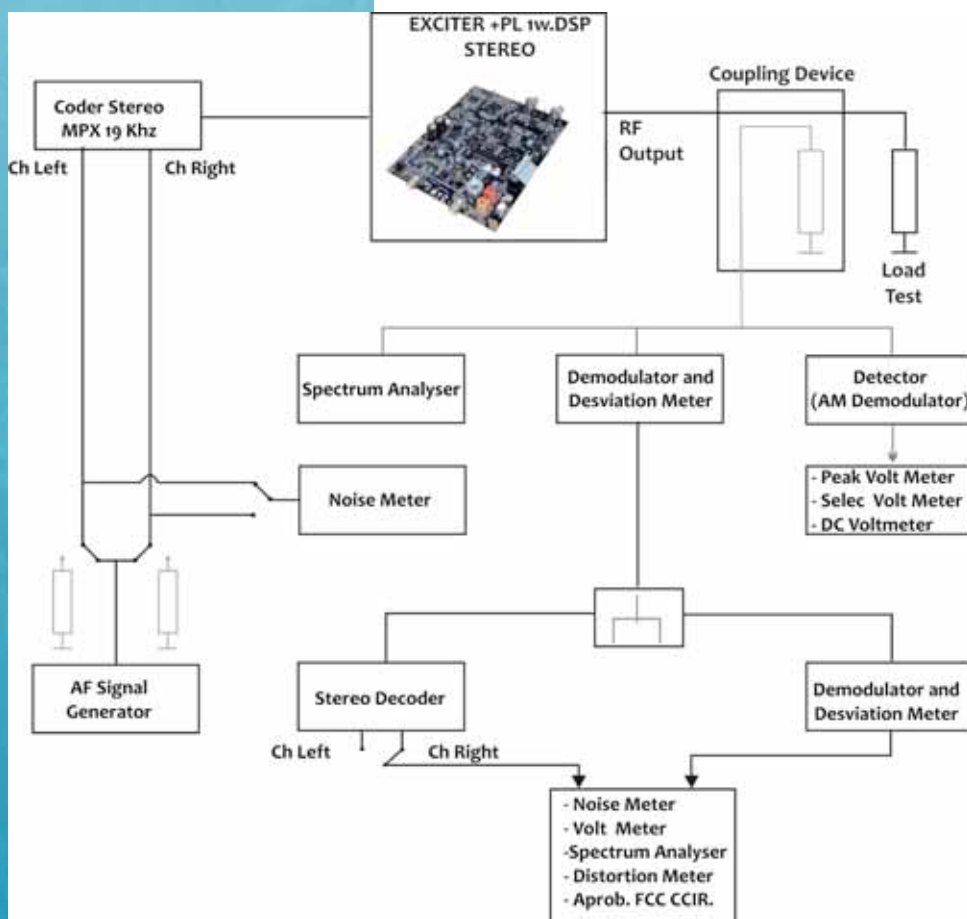 EXCITER +PL 1w.DSP
STEREO
Coupling Device
Coder Stereo
MPX 19 Khz
RF
Output
Ch Left
Ch Right
Load
Test
Spectrum Analyser
Demodulator and
Desviation Meter
Detector
(AM Demodulator)
- Peak Volt Meter
- Selec Volt Meter
- DC Voltmeter
Noise Meter
AF Signal
Generator
Stereo Decoder
Demodulator and
Desviation Meter
Ch Left
Ch Right
- Noise Meter
- Volt Meter
-Spectrum Analyser
- Distortion Meter
- Aprob. FCC CCIR.